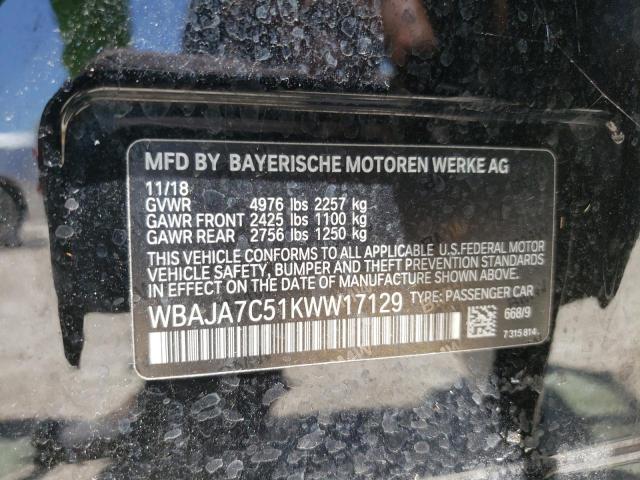 MFD BY BAYERISCHE MOTOREN WERKE AG
11/18
GVWR 4976 lbs 2257 kg
GAWR FRONT 2425 lbs 1100 kg
GAWR REAR 2756 lbs 1250 kg
THIS VEHICLE CONFORMS TO ALL APPLICABLE U.S.FEDERAL MOTOR
VEHICLE SAFETY, BUMPER AND THEFT PREVENTION STANDARDS
IN EFFECT ON THE DATE OF MANUFACTURE SHOWN ABOVE.
WBAJA7C51KWW17129 TYPE: PASSENGER CAR
668/9
7315814